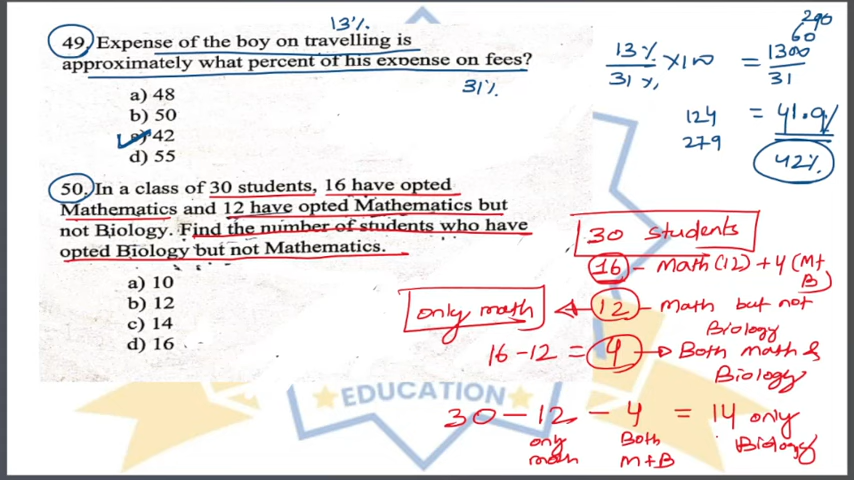 13%
49. Expense of the boy on travelling is
approximately what percent of his expense on fees?
31%
a) 48
b) 50
c) 42
d) 55
50. In a class of 30 students, 16 have opted
Mathematics and 12 have opted Mathematics but
not Biology. Find the number of students who have
opted Biology but not Mathematics.
a) 10
b) 12
c) 14
d) 16
290
60
13% / 31% ×100 = 1300 / 31
124 = 41.9%
279
42%
30 students
16 – Math (12) + 4 (M+
B)
only math ← 12 – Math but not
Biology
16-12 = 4 → Both math &
Biology
30 – 12 – 4 = 14 only
only Both Biology
math M+B
EDUCATION